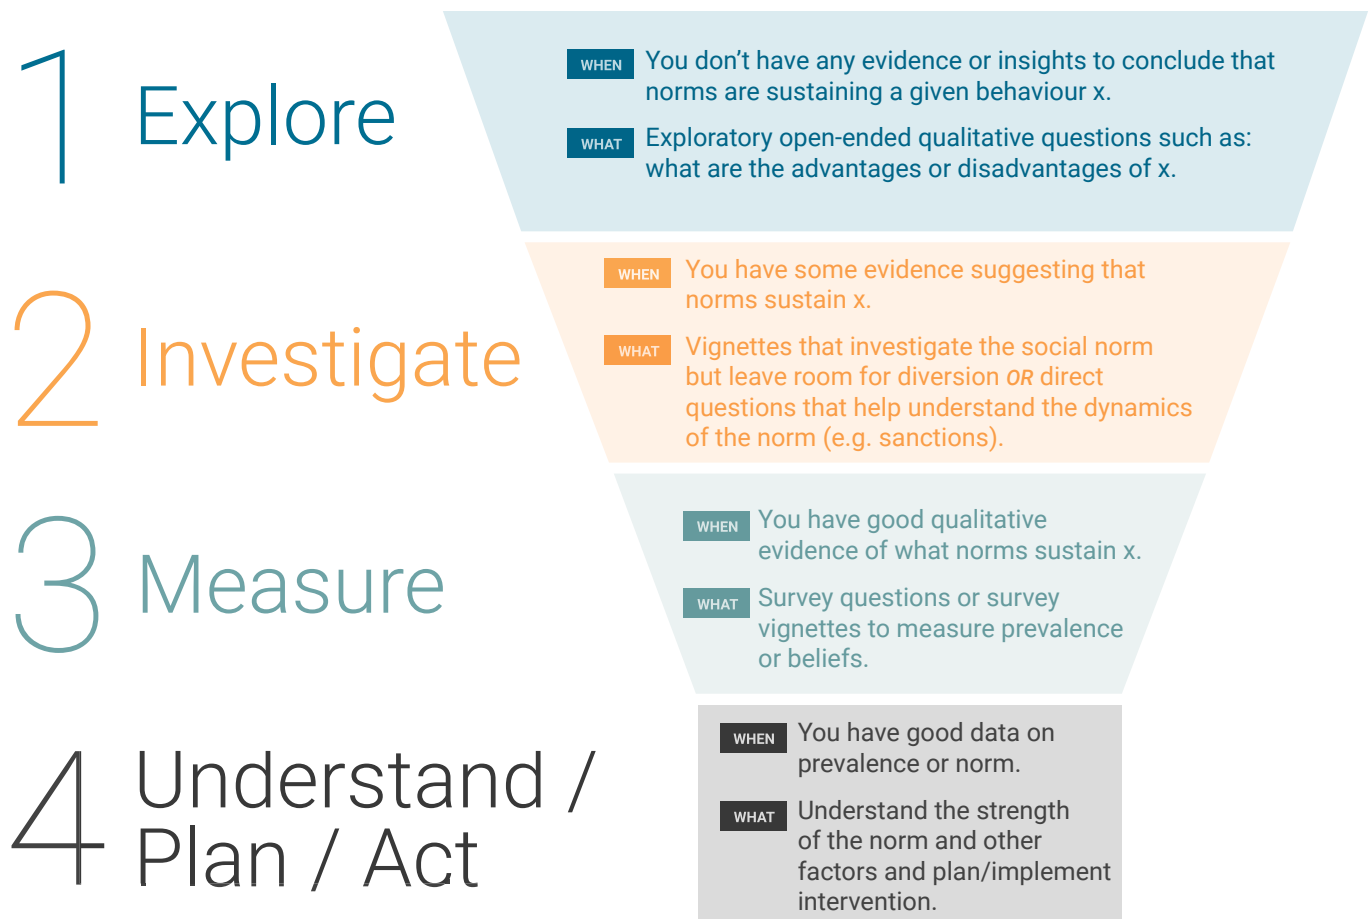 1 Explore
WHEN You don't have any evidence or insights to conclude that
norms are sustaining a given behaviour x.
WHAT Exploratory open-ended qualitative questions such as:
what are the advantages or disadvantages of x.
2 Investigate
WHEN You have some evidence suggesting that
norms sustain x.
WHAT Vignettes that investigate the social norm
but leave room for diversion OR direct
questions that help understand the dynamics
of the norm (e.g. sanctions).
3 Measure
WHEN You have good qualitative
evidence of what norms sustain x.
WHAT Survey questions or survey
vignettes to measure prevalence
or beliefs.
4 Understand /
Plan / Act
WHEN You have good data on
prevalence or norm.
WHAT Understand the strength
of the norm and other
factors and plan/implement
intervention.